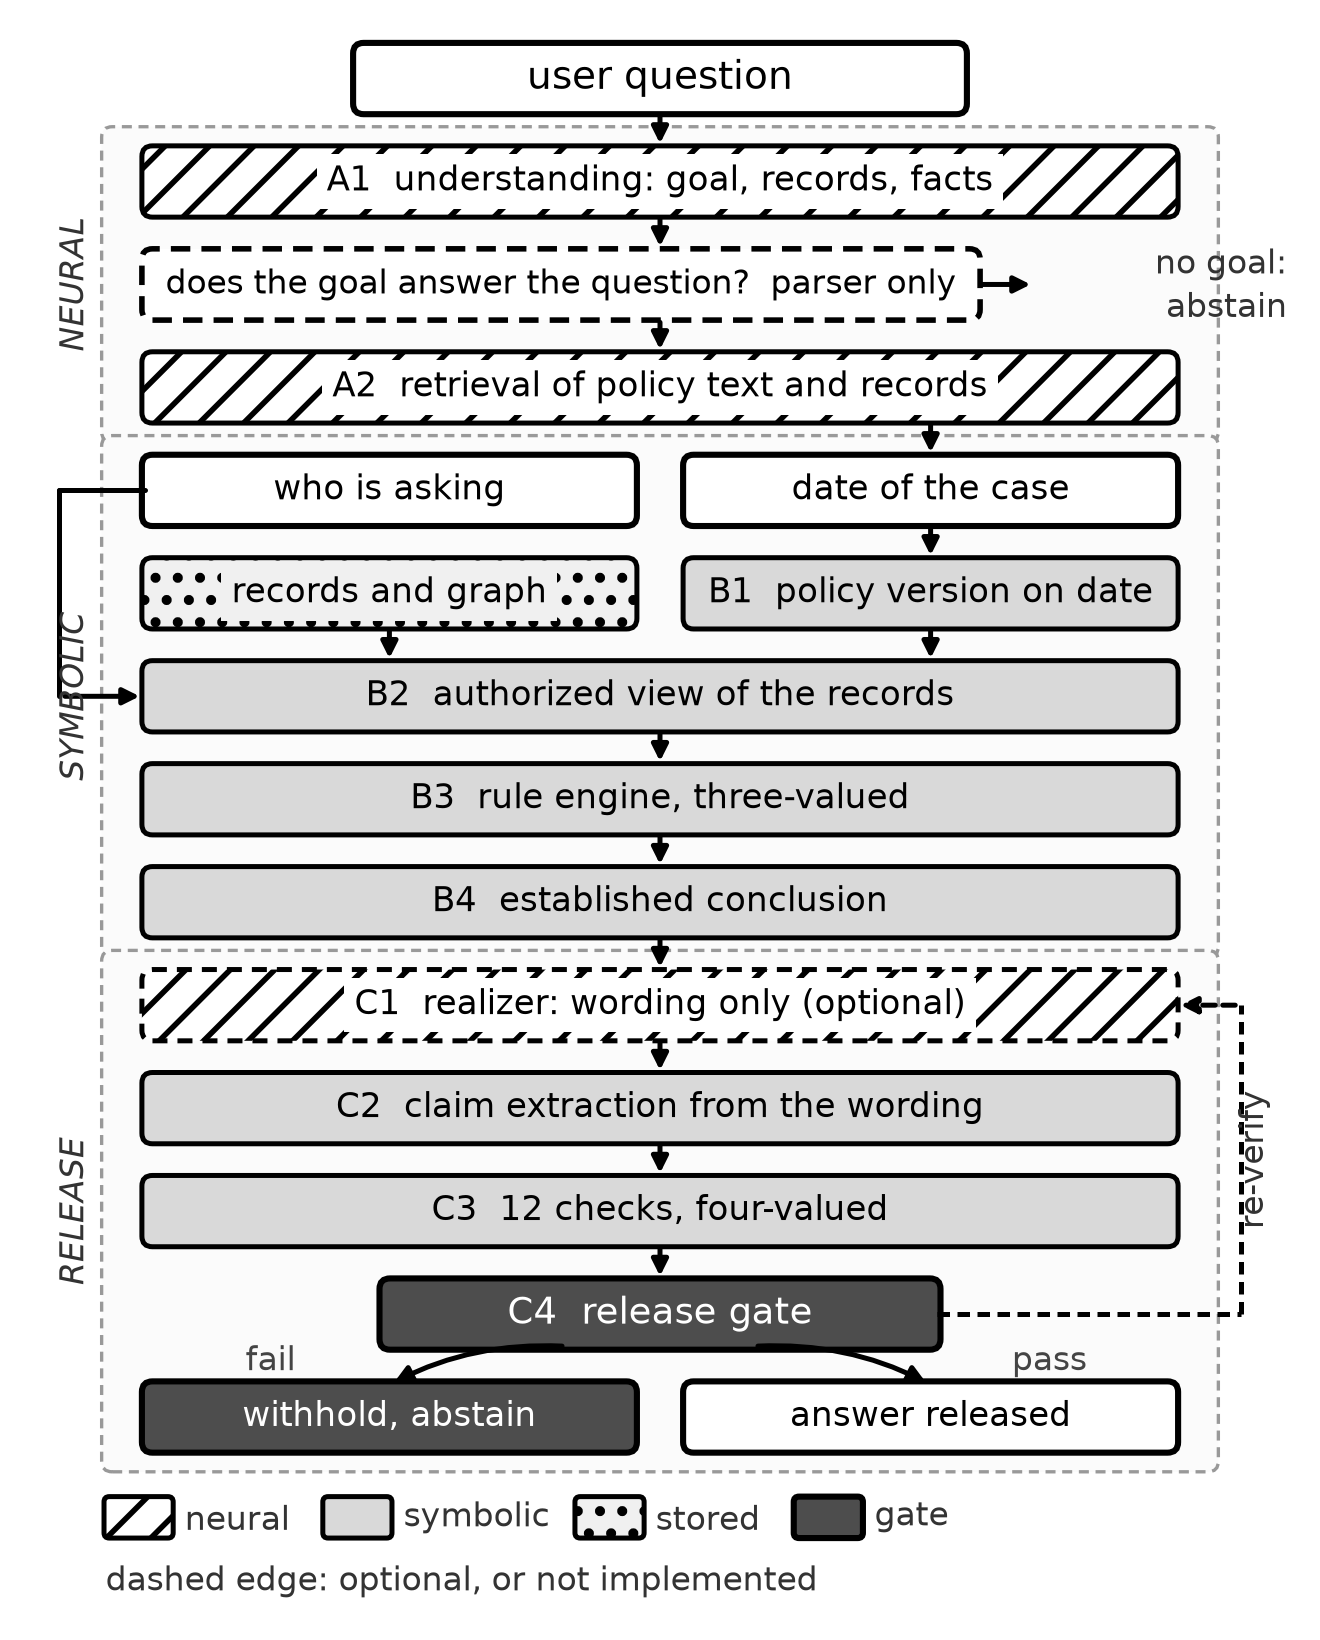 user question
NEURAL
A1 understanding: goal, records, facts
does the goal answer the question? parser only
no goal:
abstain
A2 retrieval of policy text and records
SYMBOLIC
who is asking
date of the case
records and graph
B1 policy version on date
B2 authorized view of the records
B3 rule engine, three-valued
B4 established conclusion
RELEASE
C1 realizer: wording only (optional)
C2 claim extraction from the wording
re-verify
C3 12 checks, four-valued
C4 release gate
fail
pass
withhold, abstain
answer released
neural
symbolic
stored
gate
dashed edge: optional, or not implemented